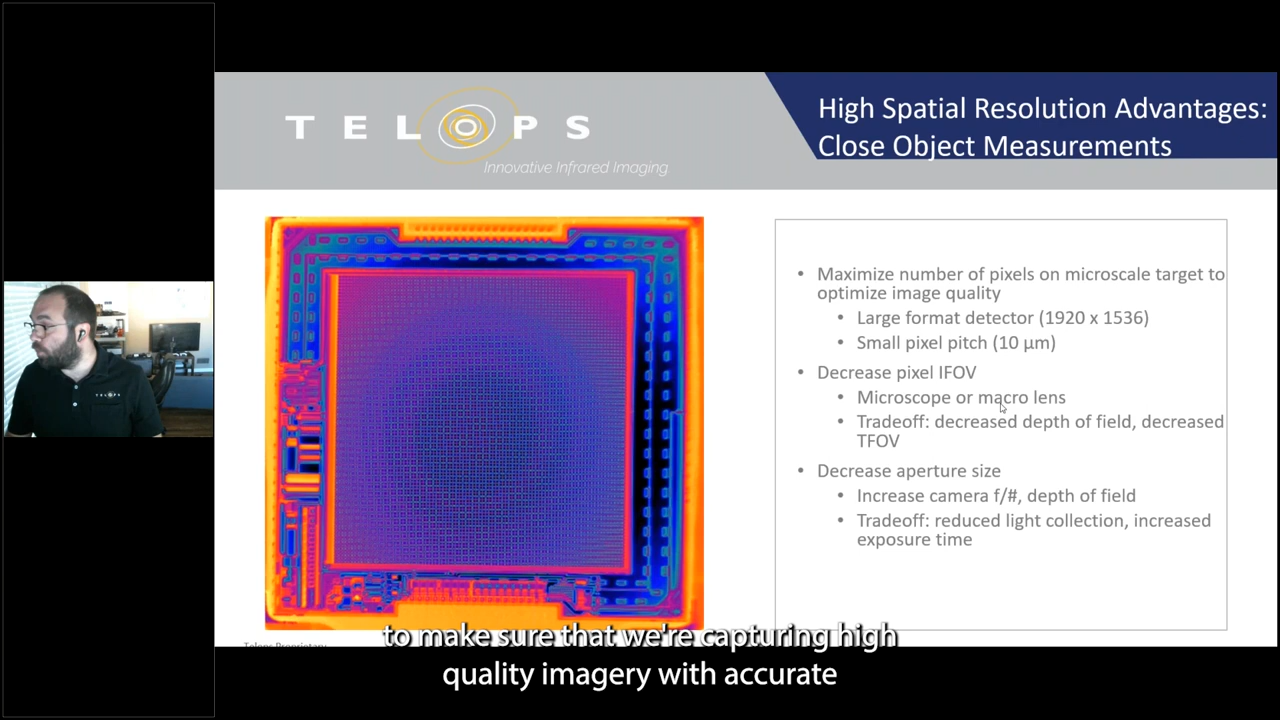 TELOPS
Innovative Infrared Imaging.
High Spatial Resolution Advantages:
Close Object Measurements
• Maximize number of pixels on microscale target to
optimize image quality
• Large format detector (1920 x 1536)
• Small pixel pitch (10 µm)
• Decrease pixel IFOV
• Microscope or macro lens
• Tradeoff: decreased depth of field, decreased
TFOV
• Decrease aperture size
• Increase camera f/#, depth of field
• Tradeoff: reduced light collection, increased
exposure time
TELOPS
Telops Proprietary
to make sure that we're capturing high
quality imagery with accurate